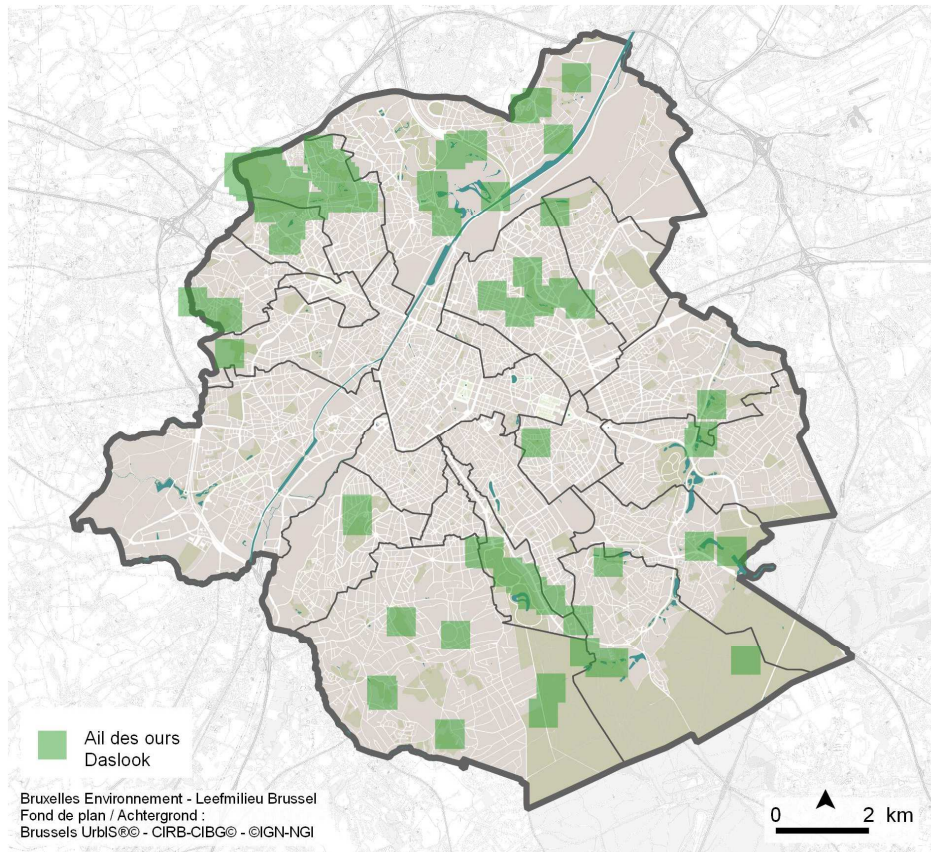 Ail des ours
Daslook
Bruxelles Environnement - Leefmilieu Brussel
Fond de plan / Achtergrond :
Brussels UrbIS®© - CIRB-CIBG© - ©IGN-NGI
0 2 km